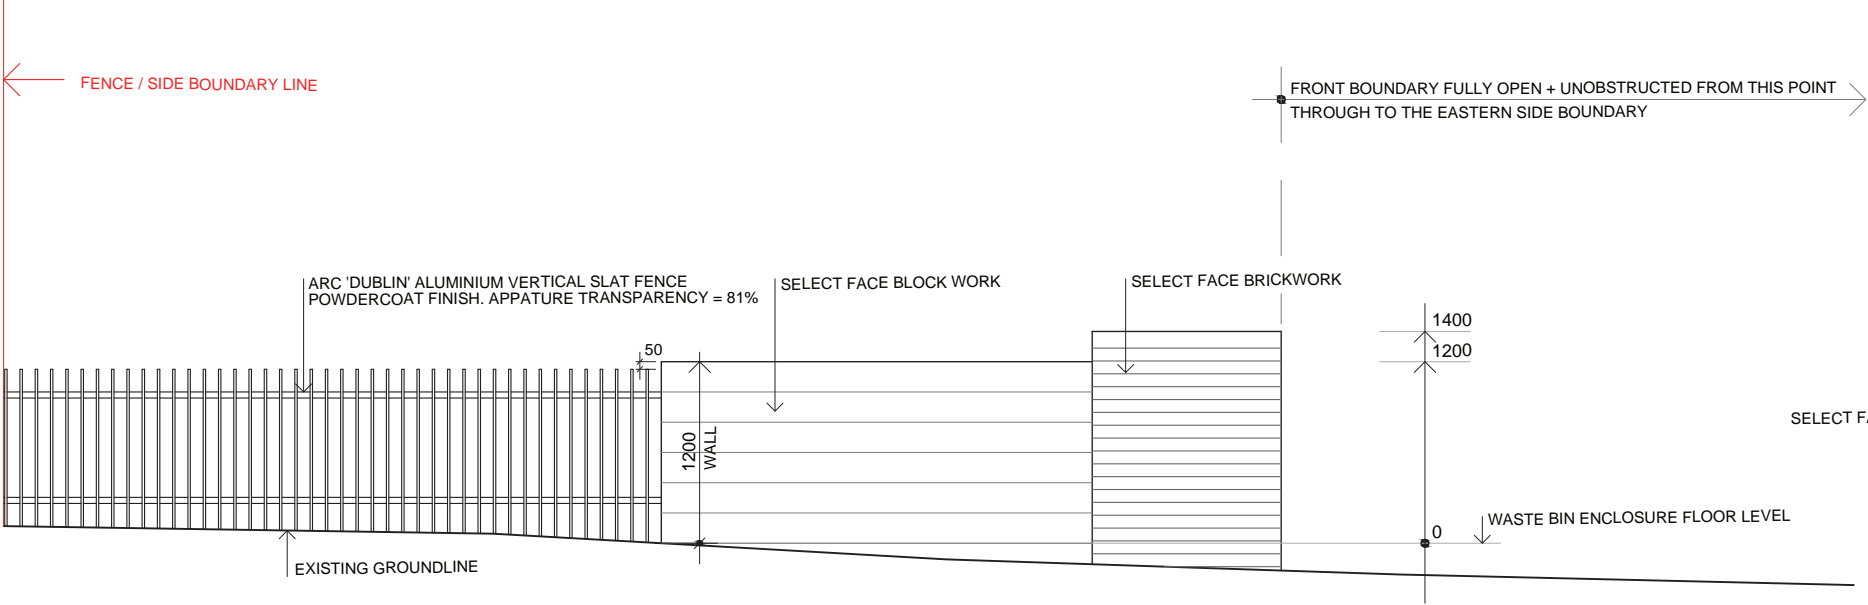 FENCE / SIDE BOUNDARY LINE
FRONT BOUNDARY FULLY OPEN + UNOBSTRUCTED FROM THIS POINT
THROUGH TO THE EASTERN SIDE BOUNDARY
ARC 'DUBLIN' ALUMINIUM VERTICAL SLAT FENCE
POWDERCOAT FINISH. APPATURE TRANSPARENCY = 81%
SELECT FACE BLOCK WORK
SELECT FACE BRICKWORK
1400
1200
50
1200
WALL
SELECT FA
0
WASTE BIN ENCLOSURE FLOOR LEVEL
EXISTING GROUNDLINE